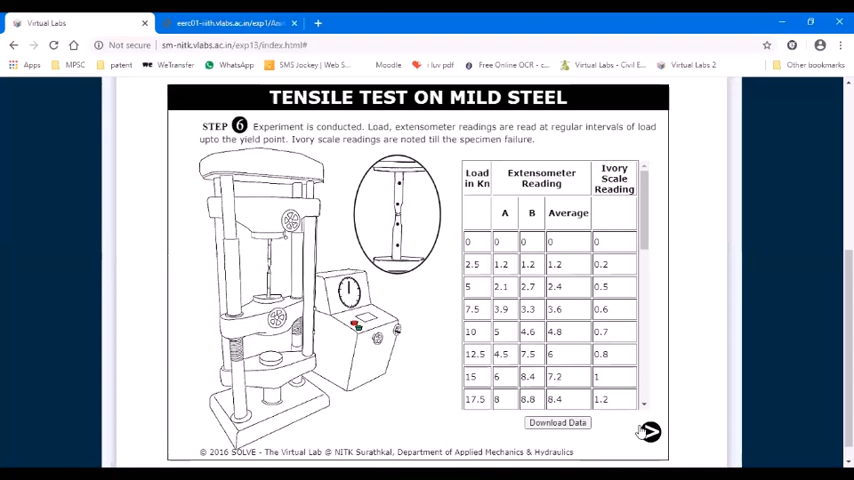 Virtual Labs
eerc01-iiith.vlabs.ac.in/exp1/Ani
Not secure | sm-nitk.vlabs.ac.in/exp13/index.html#
Apps MPSC patent WeTransfer WhatsApp SMS Jockey | Web S... Moodle i luv pdf Free Online OCR - c... Virtual Labs - Civil E... Virtual Labs 2 Other bookmarks
TENSILE TEST ON MILD STEEL
STEP 6 Experiment is conducted. Load, extensometer readings are read at regular intervals of load
upto the yield point. Ivory scale readings are noted till the specimen failure.
Load in Kn Extensometer Reading Ivory Scale Reading
A B Average
0 0 0 0 0
2.5 1.2 1.2 1.2 0.2
5 2.1 2.7 2.4 0.5
7.5 3.9 3.3 3.6 0.6
10 5 4.6 4.8 0.7
12.5 4.5 7.5 6 0.8
15 6 8.4 7.2 1
17.5 8 8.8 8.4 1.2
Download Data
© 2016 SOLVE - The Virtual Lab @ NITK Surathkal, Department of Applied Mechanics & Hydraulics